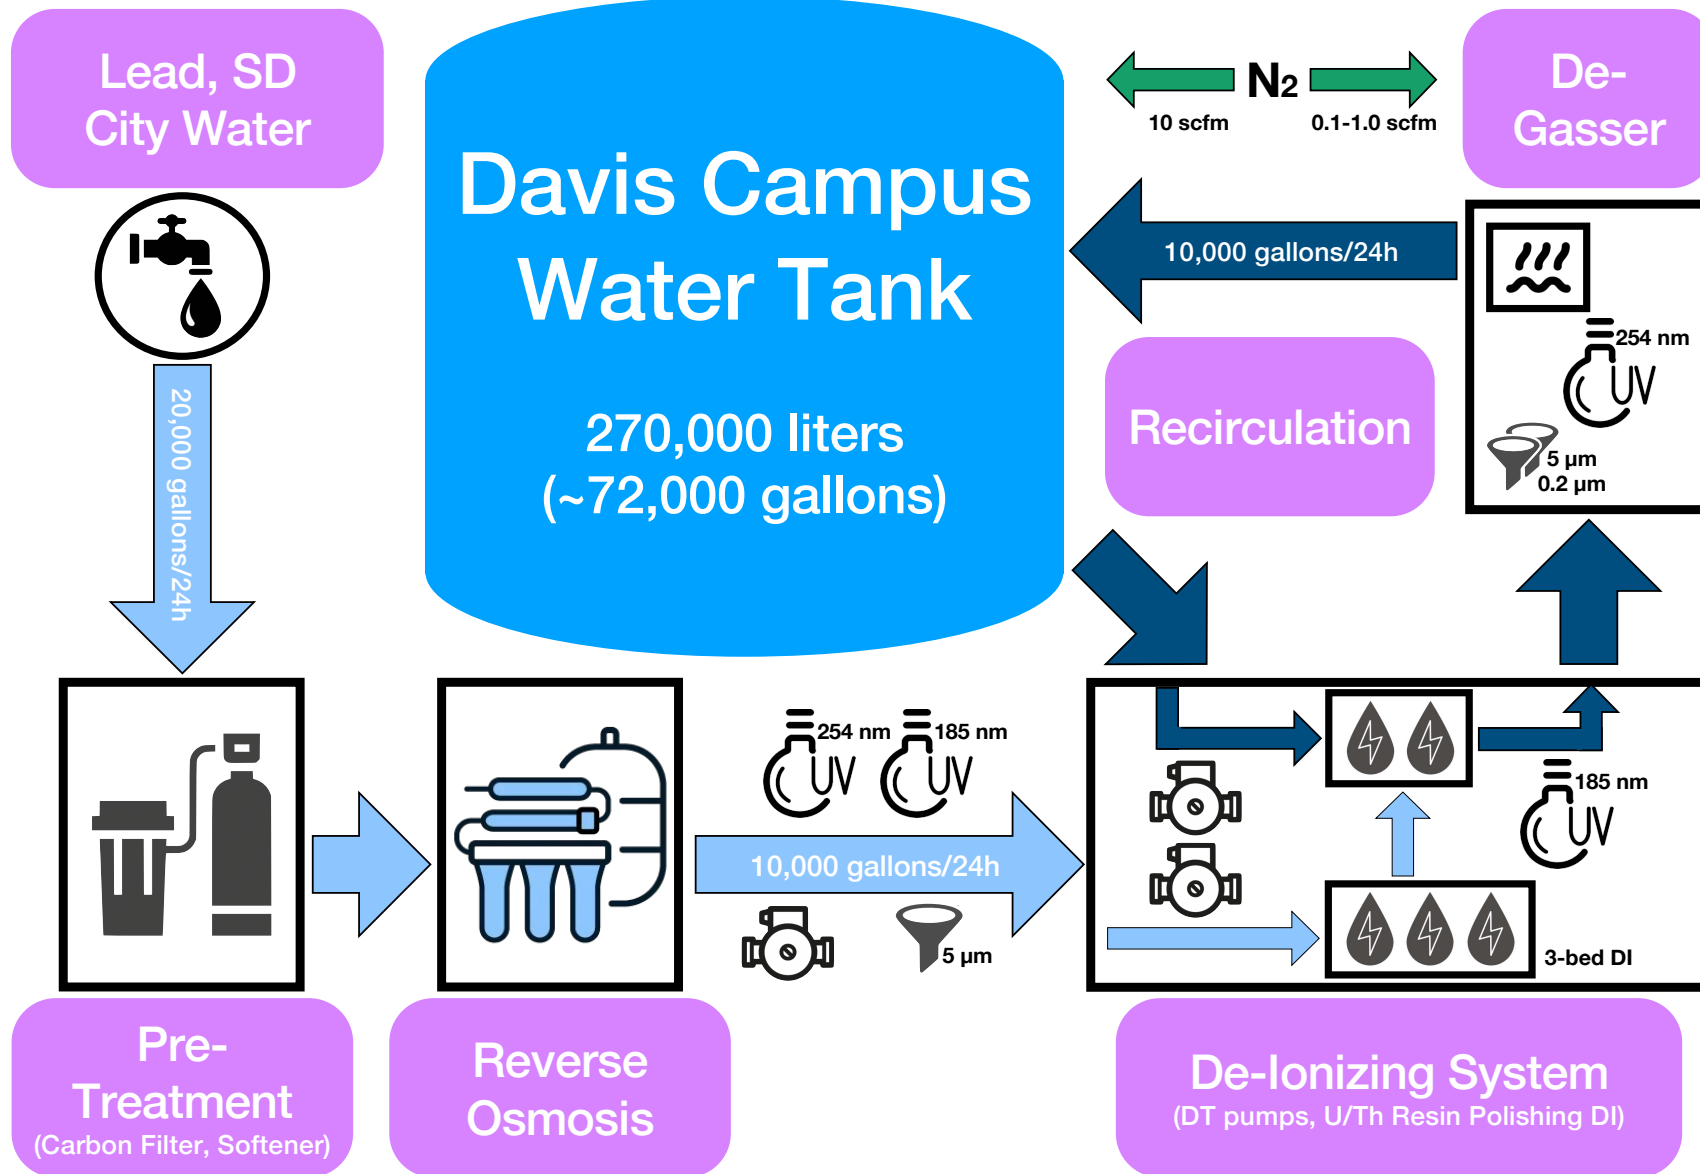 Lead, SD
City Water
20,000 gallons/24h
Davis Campus
Water Tank
270,000 liters
(~72,000 gallons)
N2
10 scfm
0.1-1.0 scfm
De-
Gasser
10,000 gallons/24h
Recirculation
254 nm
UV
5 µm
0.2 µm
254 nm
UV
185 nm
UV
10,000 gallons/24h
5 µm
185 nm
UV
3-bed DI
Pre-
Treatment
(Carbon Filter, Softener)
Reverse
Osmosis
De-Ionizing System
(DT pumps, U/Th Resin Polishing DI)